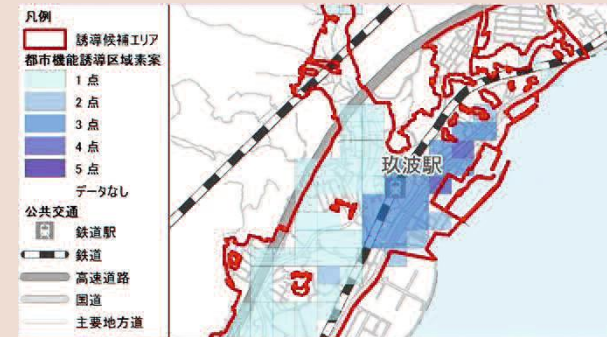 凡例
誘導候補エリア
都市機能誘導区域素案
1 点
2 点
3 点
4 点
5 点
データなし
公共交通
鉄道駅
鉄道
高速道路
国道
主要地方道
玖波駅